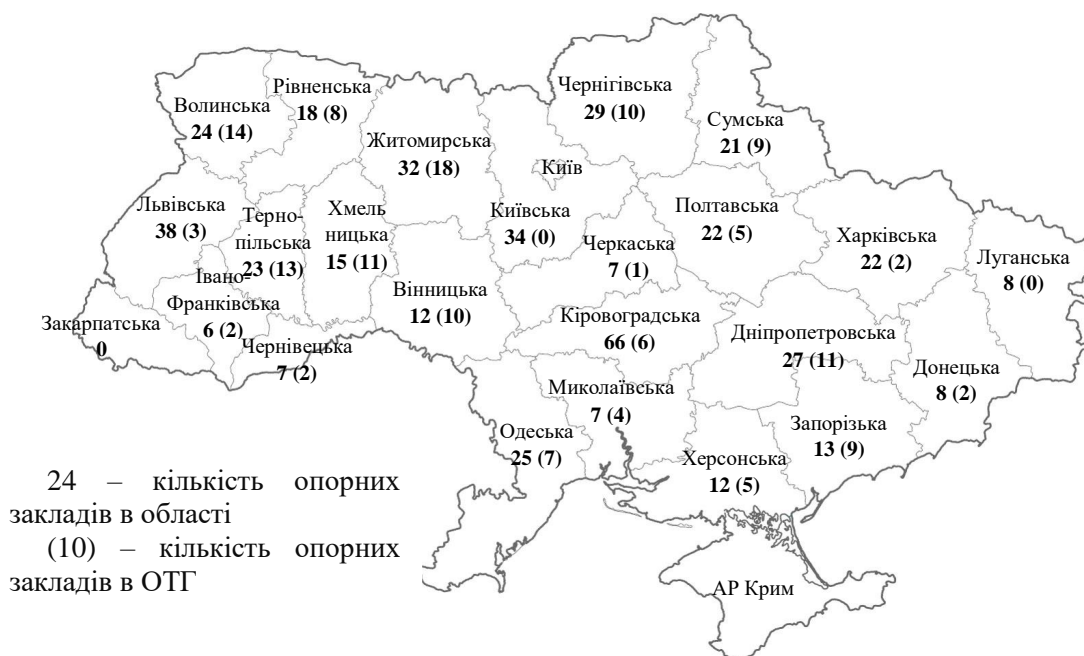 Рівненська
18 (8)
Волинська
24 (14)
Чернігівська
29 (10)
Сумська
21 (9)
Житомирська
32 (18)
Київ
Львівська
38 (3)
Терно-
пільська
23 (13)
Хмель
ницька
15 (11)
Київська
34 (0)
Черкаська
7 (1)
Полтавська
22 (5)
Харківська
22 (2)
Луганська
8 (0)
Івано-
Франківська
6 (2)
Вінницька
12 (10)
Закарпатська
0
Чернівецька
7 (2)
Кіровоградська
66 (6)
Дніпропетровська
27 (11)
Донецька
8 (2)
Миколаївська
7 (4)
Запорізька
13 (9)
Одеська
25 (7)
Херсонська
12 (5)
24 – кількість опорних
закладів в області
(10) – кількість опорних
закладів в ОТГ
АР Крим